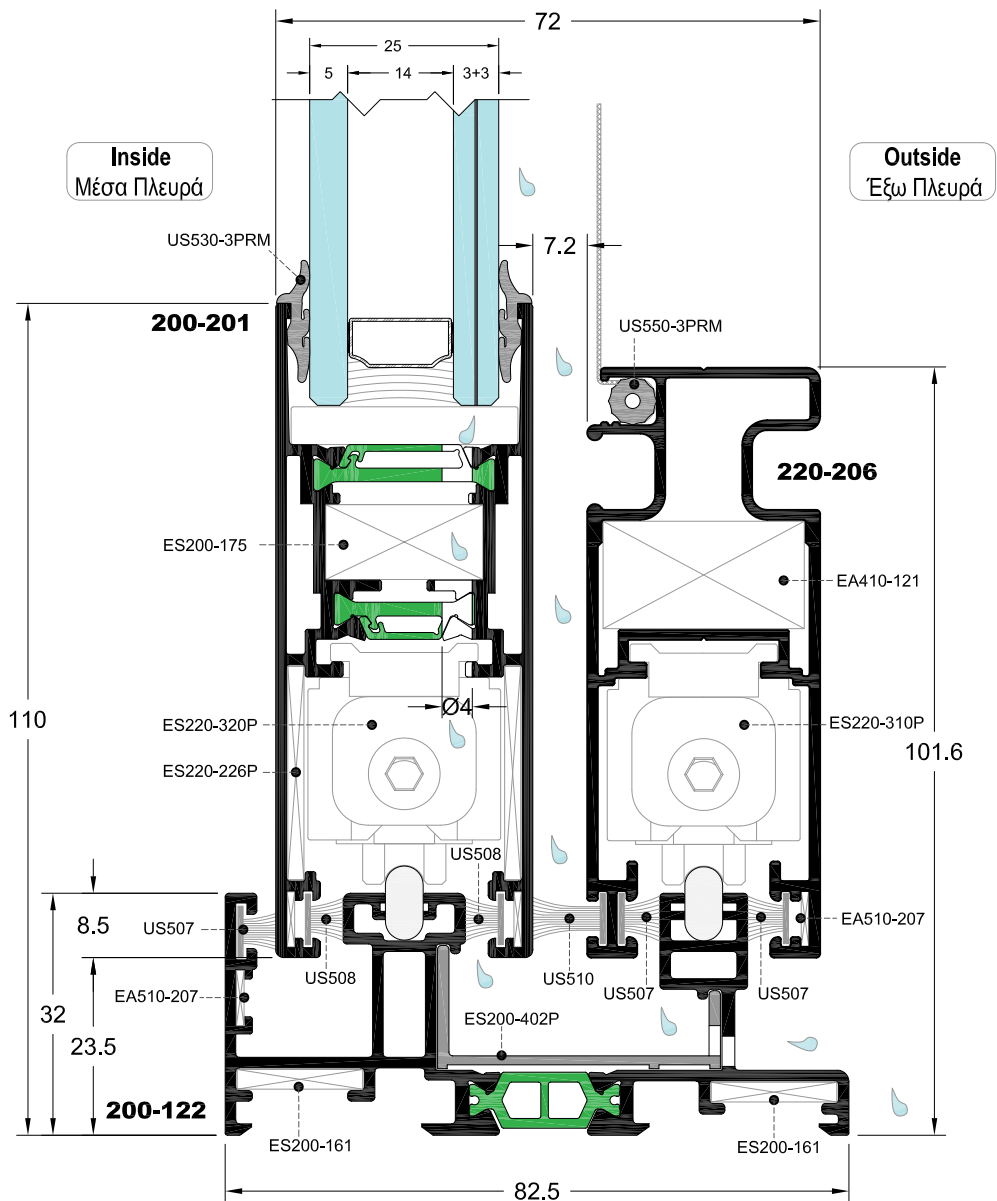 72
25
5
14
3+3
Inside
Μέσα Πλευρά
Outside
Έξω Πλευρά
US530-3PRM
7.2
200-201
US550-3PRM
220-206
ES200-175
EA410-121
110
Ø4
ES220-320P
ES220-310P
101.6
ES220-226P
US508
8.5
US507
EA510-207
US508
US510
US507
US507
EA510-207
32
23.5
ES200-402P
200-122
ES200-161
ES200-161
82.5